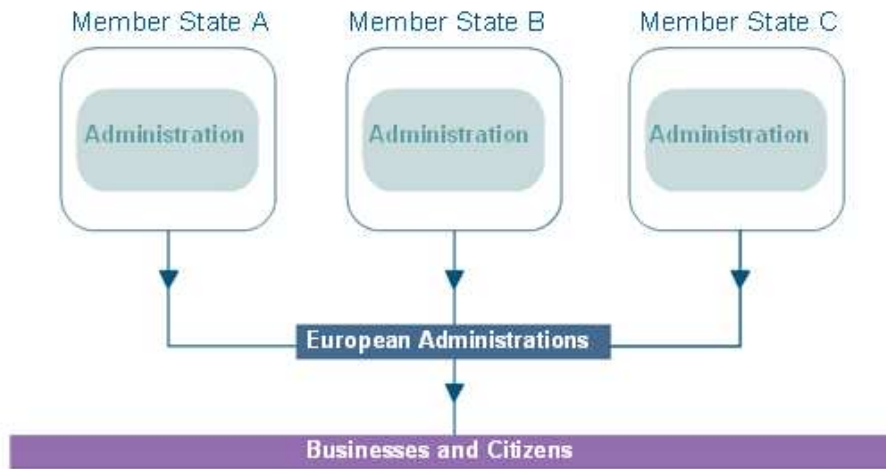 Member State A
Member State B
Member State C
Administration
Administration
Administration
European Administrations
Businesses and Citizens